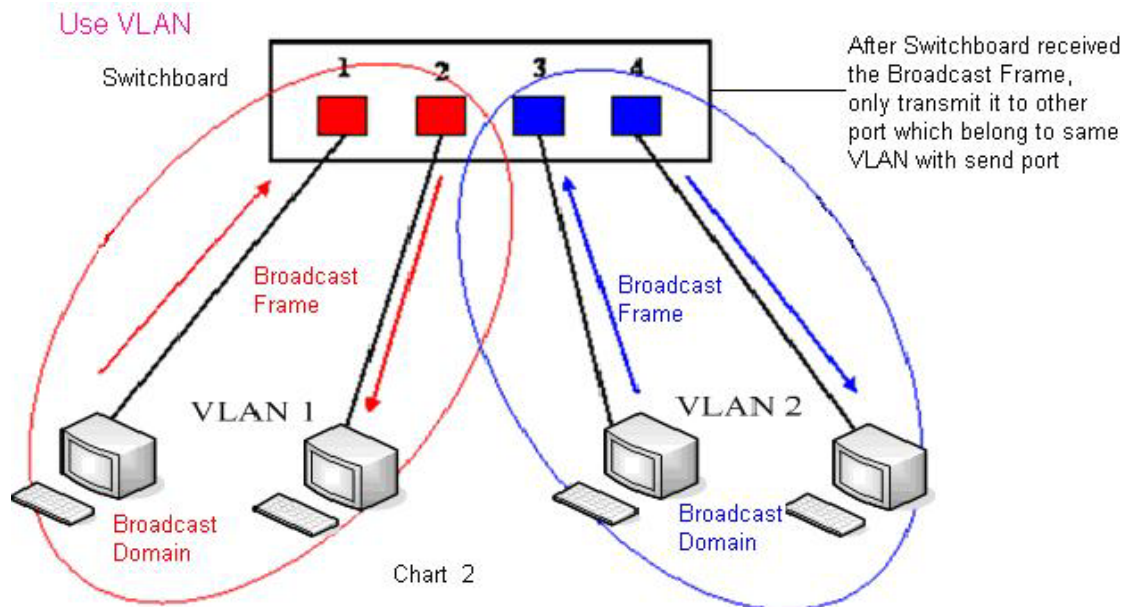 Use VLAN
Switchboard
1 2 3 4
After Switchboard received
the Broadcast Frame,
only transmit it to other
port which belong to same
VLAN with send port
Broadcast
Frame
Broadcast
Frame
VLAN 1
VLAN 2
Broadcast
Domain
Broadcast
Domain
Chart 2